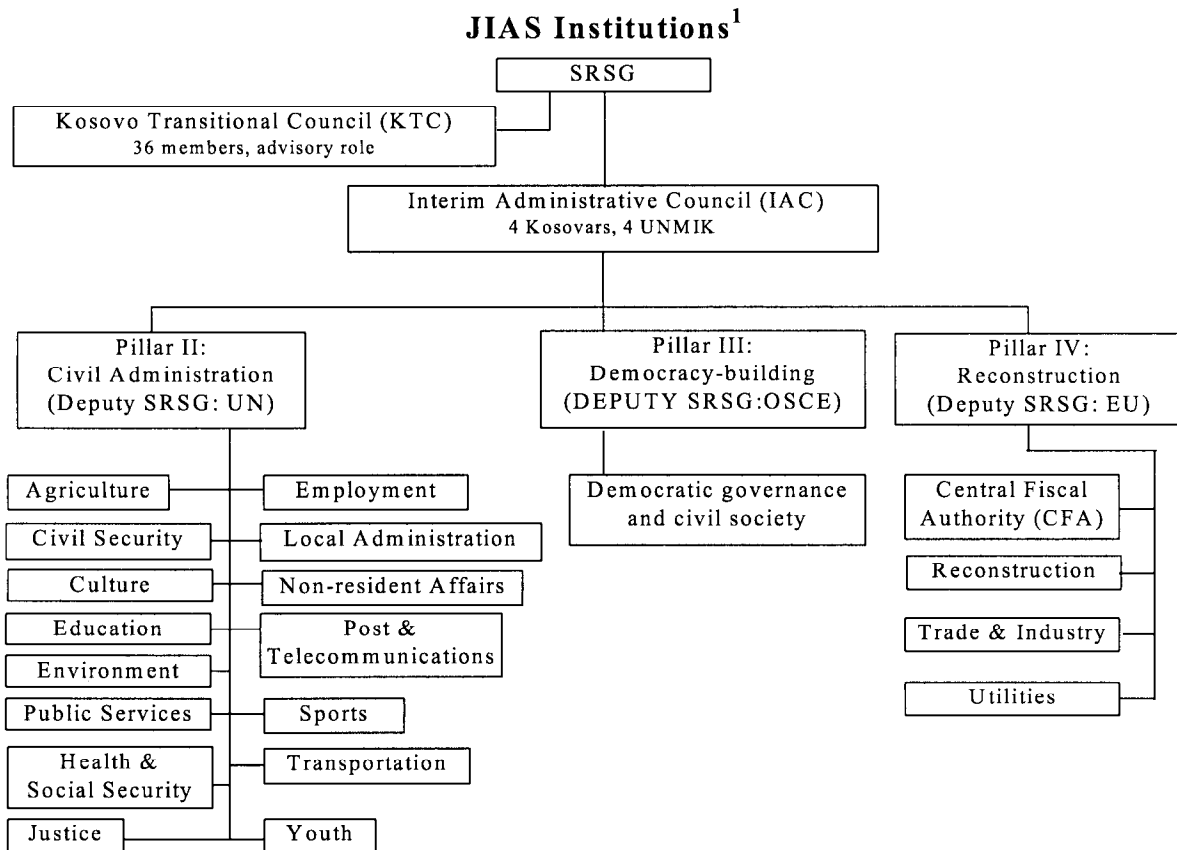 JIAS Institutions1
SRSG
Kosovo Transitional Council (KTC)
36 members, advisory role
Interim Administrative Council (IAC)
4 Kosovars, 4 UNMIK
Pillar II:
Civil Administration
(Deputy SRSG: UN)
Pillar III:
Democracy-building
(DEPUTY SRSG:OSCE)
Pillar IV:
Reconstruction
(Deputy SRSG: EU)
Agriculture
Employment
Civil Security
Local Administration
Culture
Non-resident Affairs
Education
Post &
Telecommunications
Environment
Public Services
Sports
Health &
Social Security
Transportation
Justice
Youth
Democratic governance
and civil society
Central Fiscal
Authority (CFA)
Reconstruction
Trade & Industry
Utilities